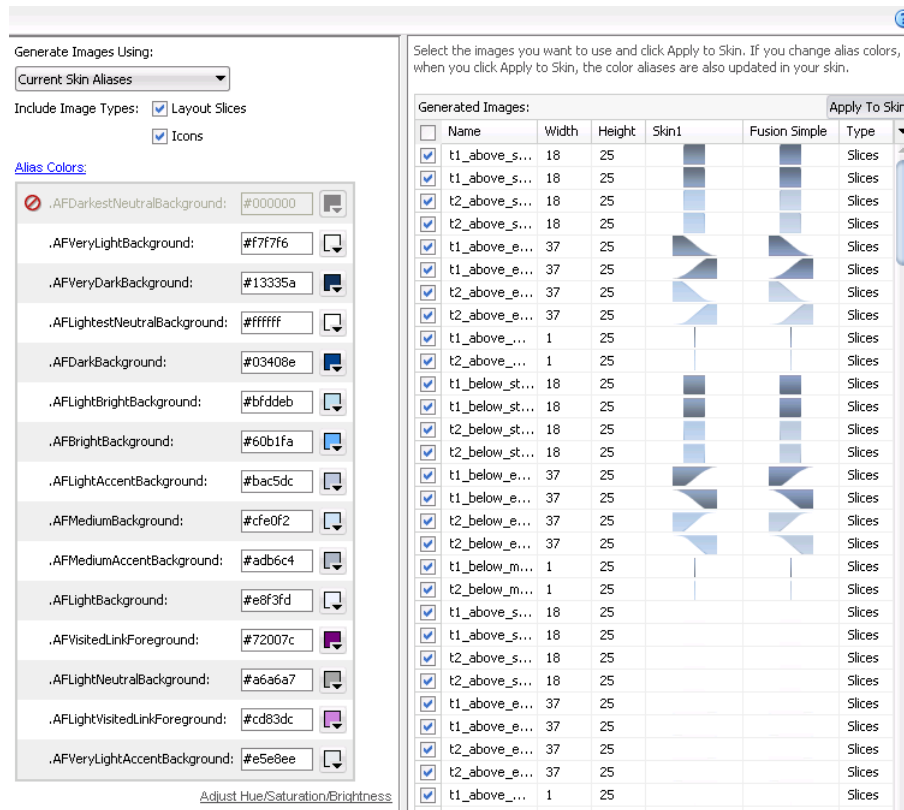 Generate Images Using:
Current Skin Aliases
Include Image Types: Layout Slices
Icons
Alias Colors:
.AFDarkestNeutralBackground: #000000
.AFVeryLightBackground: #f7f7f6
.AFVeryDarkBackground: #13335a
.AFLightestNeutralBackground: #ffffff
.AFDarkBackground: #03408e
.AFLightBrightBackground: #bfddeb
.AFBrightBackground: #60b1fa
.AFLightAccentBackground: #bac5dc
.AFMediumBackground: #cfe0f2
.AFMediumAccentBackground: #adb6c4
.AFLightBackground: #e8f3fd
.AFVisitedLinkForeground: #72007c
.AFLightNeutralBackground: #a6a6a7
.AFLightVisitedLinkForeground: #cd83dc
.AFVeryLightAccentBackground: #e5e8ee
Adjust Hue/Saturation/Brightness
Select the images you want to use and click Apply to Skin. If you change alias colors,
when you click Apply to Skin, the color aliases are also updated in your skin.
Generated Images: Apply To Skin
Name Width Height Skin1 Fusion Simple Type
t1_above_s... 18 25 Slices
t1_above_s... 18 25 Slices
t2_above_s... 18 25 Slices
t2_above_s... 18 25 Slices
t1_above_e... 37 25 Slices
t1_above_e... 37 25 Slices
t2_above_e... 37 25 Slices
t2_above_e... 37 25 Slices
t1_above_... 1 25 Slices
t2_above_... 1 25 Slices
t1_below_st... 18 25 Slices
t1_below_st... 18 25 Slices
t2_below_st... 18 25 Slices
t2_below_st... 18 25 Slices
t1_below_e... 37 25 Slices
t1_below_e... 37 25 Slices
t2_below_e... 37 25 Slices
t2_below_e... 37 25 Slices
t1_below_m... 1 25 Slices
t2_below_m... 1 25 Slices
t1_above_s... 18 25 Slices
t1_above_s... 18 25 Slices
t2_above_s... 18 25 Slices
t2_above_s... 18 25 Slices
t1_above_e... 37 25 Slices
t1_above_e... 37 25 Slices
t2_above_e... 37 25 Slices
t2_above_e... 37 25 Slices
t1_above_... 1 25 Slices